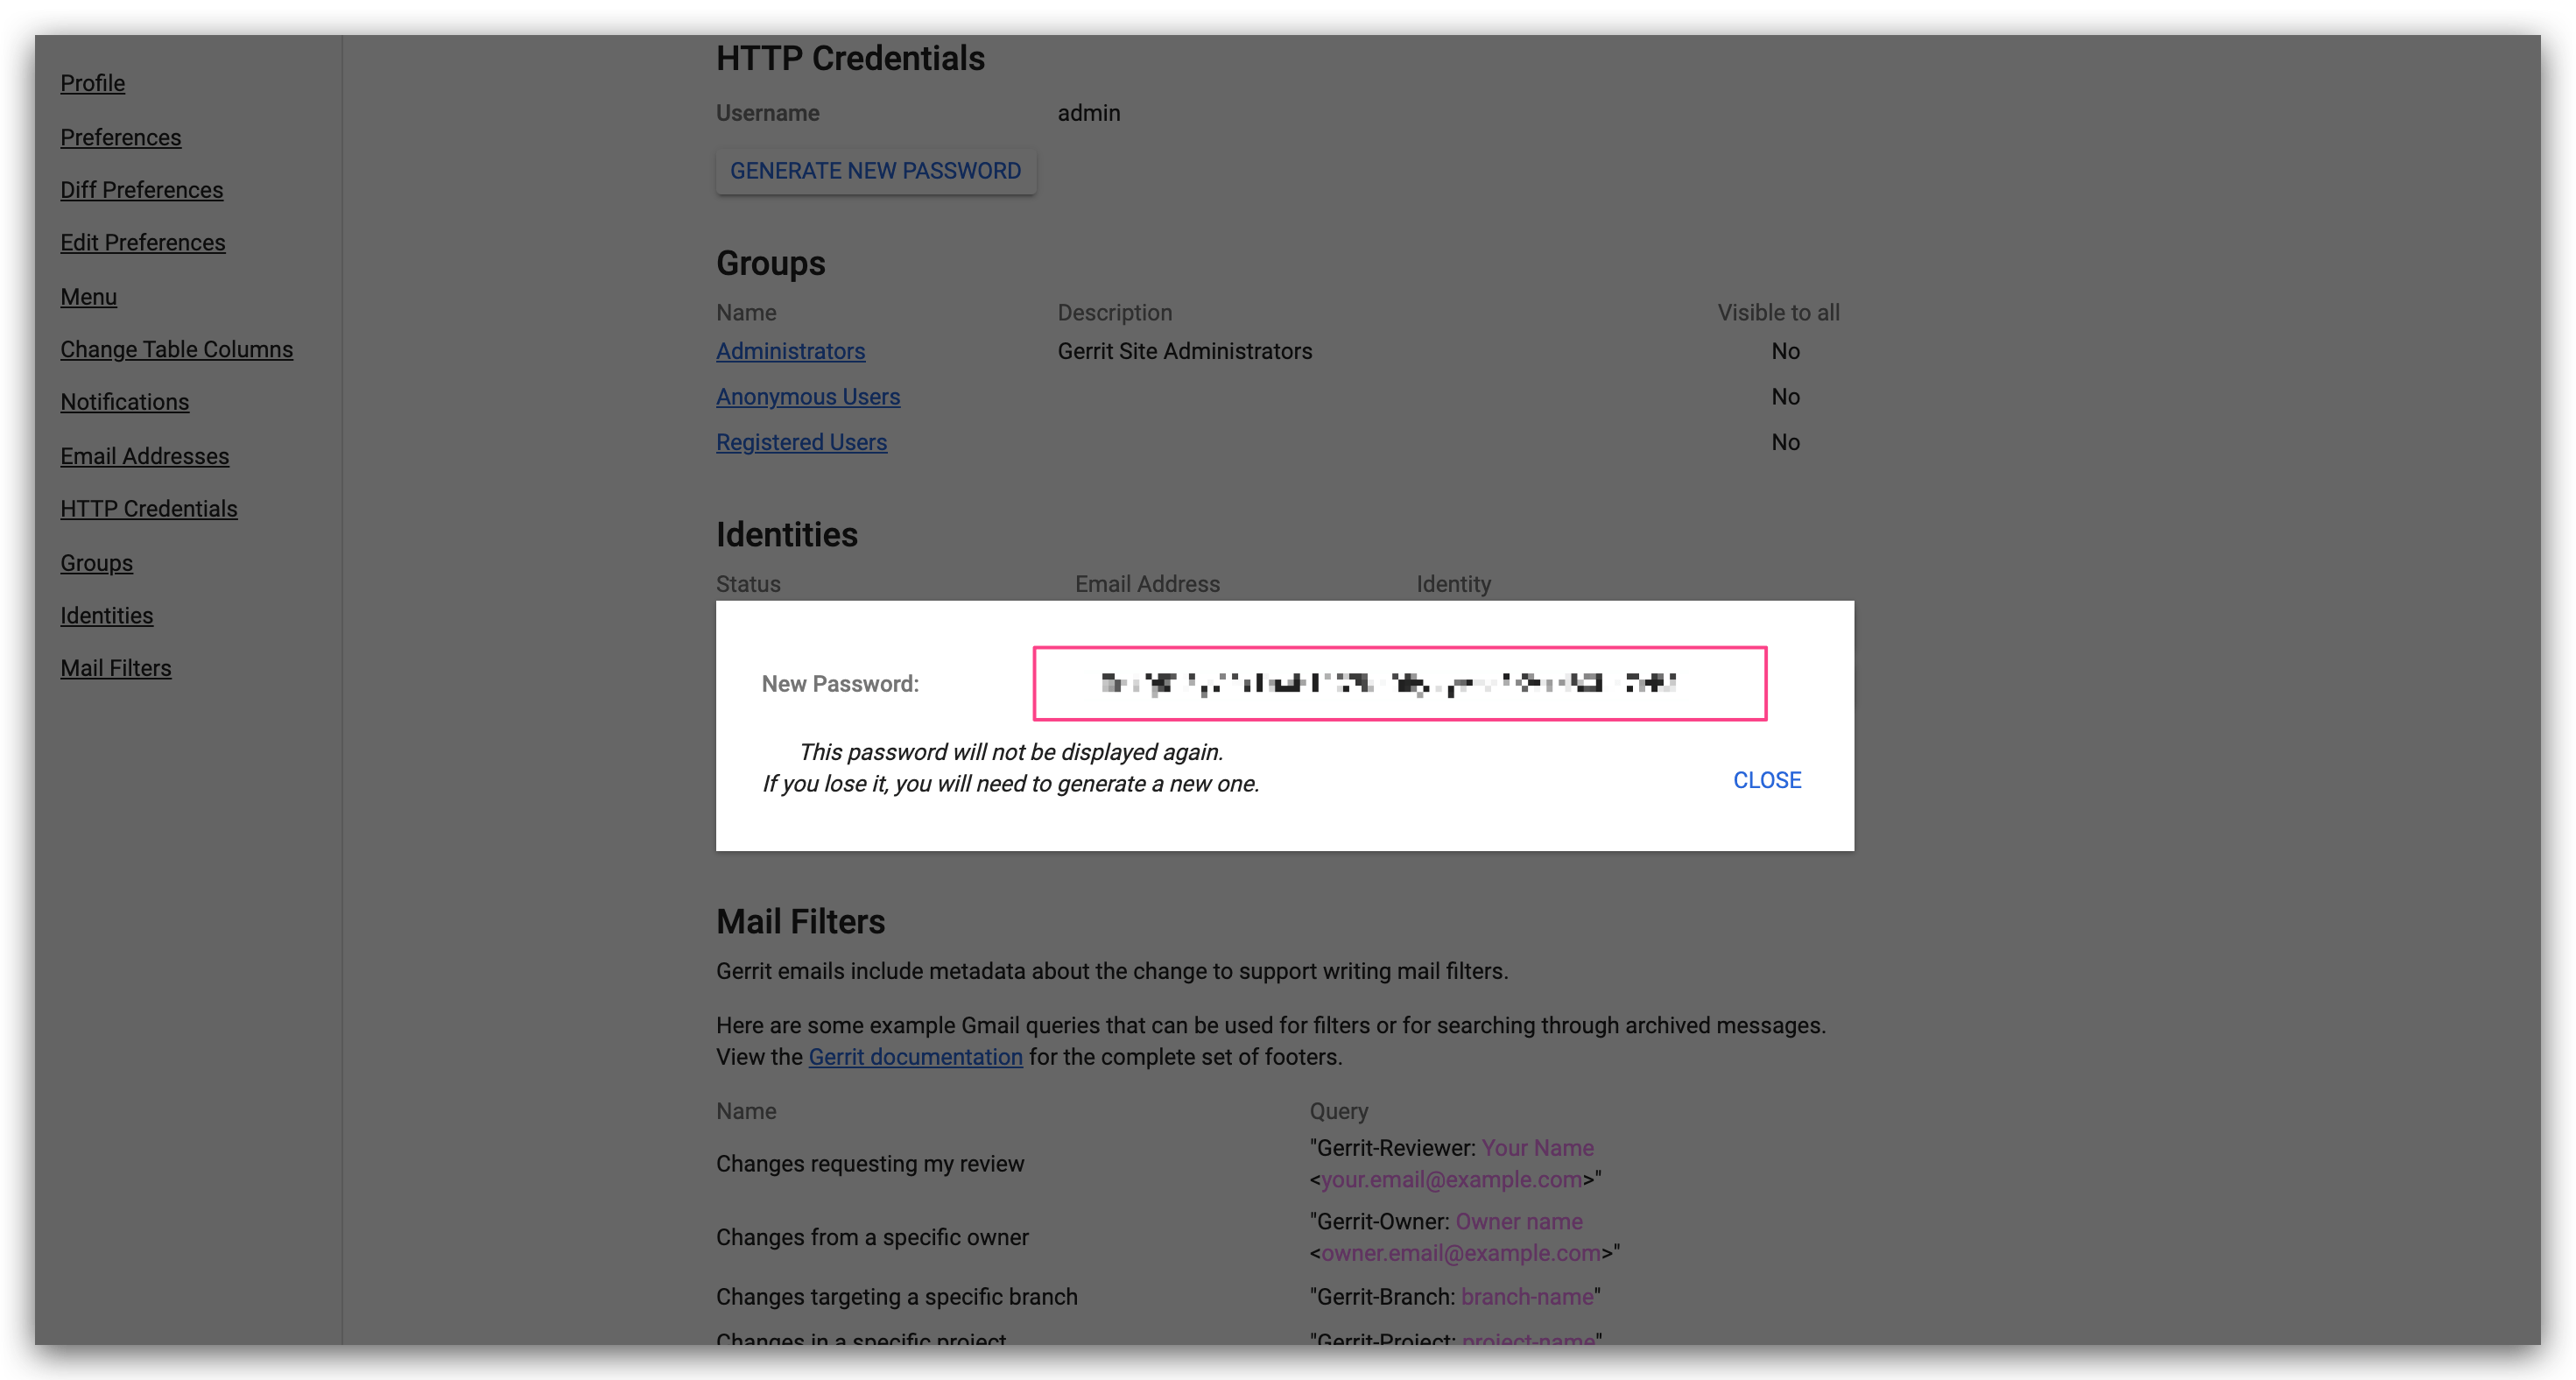 Profile
Preferences
Diff Preferences
Edit Preferences
Menu
Change Table Columns
Notifications
Email Addresses
HTTP Credentials
Groups
Identities
Mail Filters
HTTP Credentials
Username admin
GENERATE NEW PASSWORD
Groups
Name Description Visible to all
Administrators Gerrit Site Administrators No
Anonymous Users No
Registered Users No
Identities
Status Email Address Identity
New Password:
This password will not be displayed again.
If you lose it, you will need to generate a new one.
CLOSE
Mail Filters
Gerrit emails include metadata about the change to support writing mail filters.
Here are some example Gmail queries that can be used for filters or for searching through archived messages.
View the Gerrit documentation for the complete set of footers.
Name Query
Changes requesting my review "Gerrit-Reviewer: Your Name
<your.email@example.com>"
Changes from a specific owner "Gerrit-Owner: Owner name
<owner.email@example.com>"
Changes targeting a specific branch "Gerrit-Branch: branch-name"
Changes in a specific project "Gerrit-Project: project-name"